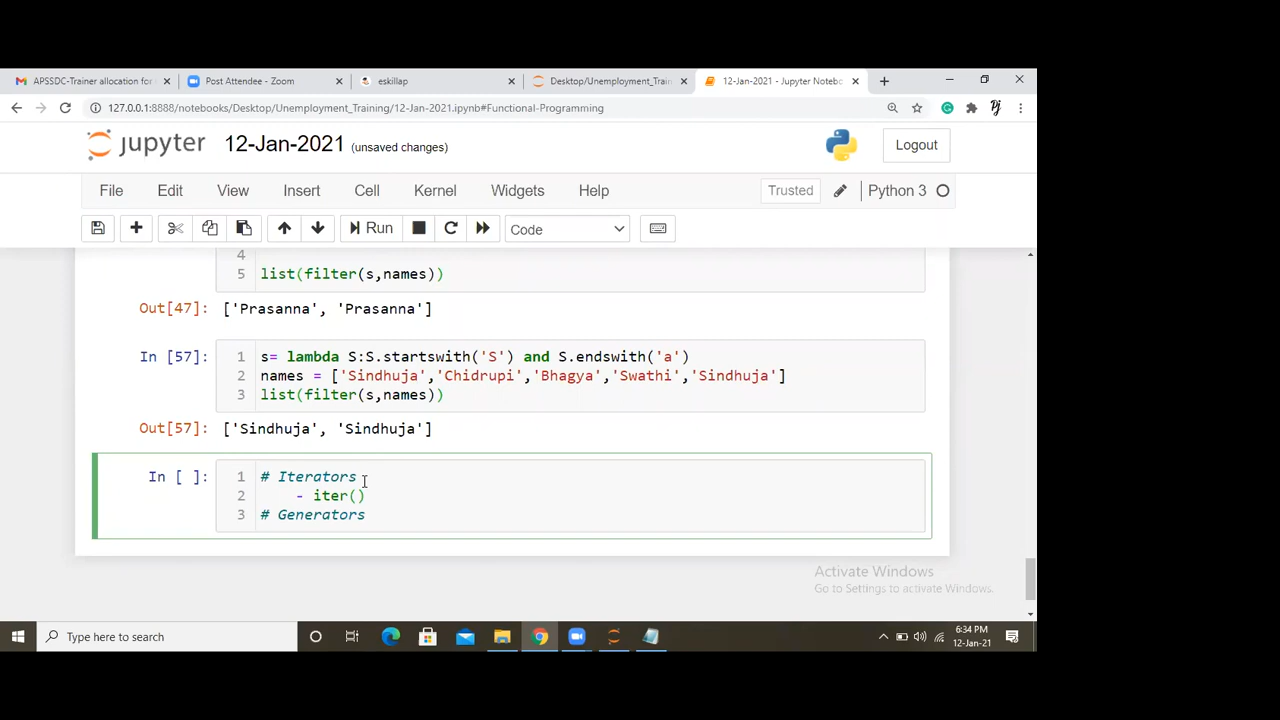 APSSDC-Trainer allocation for
Post Attendee - Zoom
eskillap
Desktop/Unemployment_Train
12-Jan-2021 - Jupyter Notebo
127.0.0.1:8888/notebooks/Desktop/Unemployment_Training/12-Jan-2021.ipynb#Functional-Programming
jupyter 12-Jan-2021 (unsaved changes)
Logout
File Edit View Insert Cell Kernel Widgets Help
Trusted
Python 3
Run
Code
4
5 list(filter(s,names))
Out[47]: ['Prasanna', 'Prasanna']
In [57]: 1 s= lambda S:S.startswith('S') and S.endswith('a')
2 names = ['Sindhuja','Chidrupi','Bhagya','Swathi','Sindhuja']
3 list(filter(s,names))
Out[57]: ['Sindhuja', 'Sindhuja']
In [ ]: 1 # Iterators
2 - iter()
3 # Generators
Activate Windows
Go to Settings to activate Windows.
Type here to search
6:34 PM
12-Jan-21